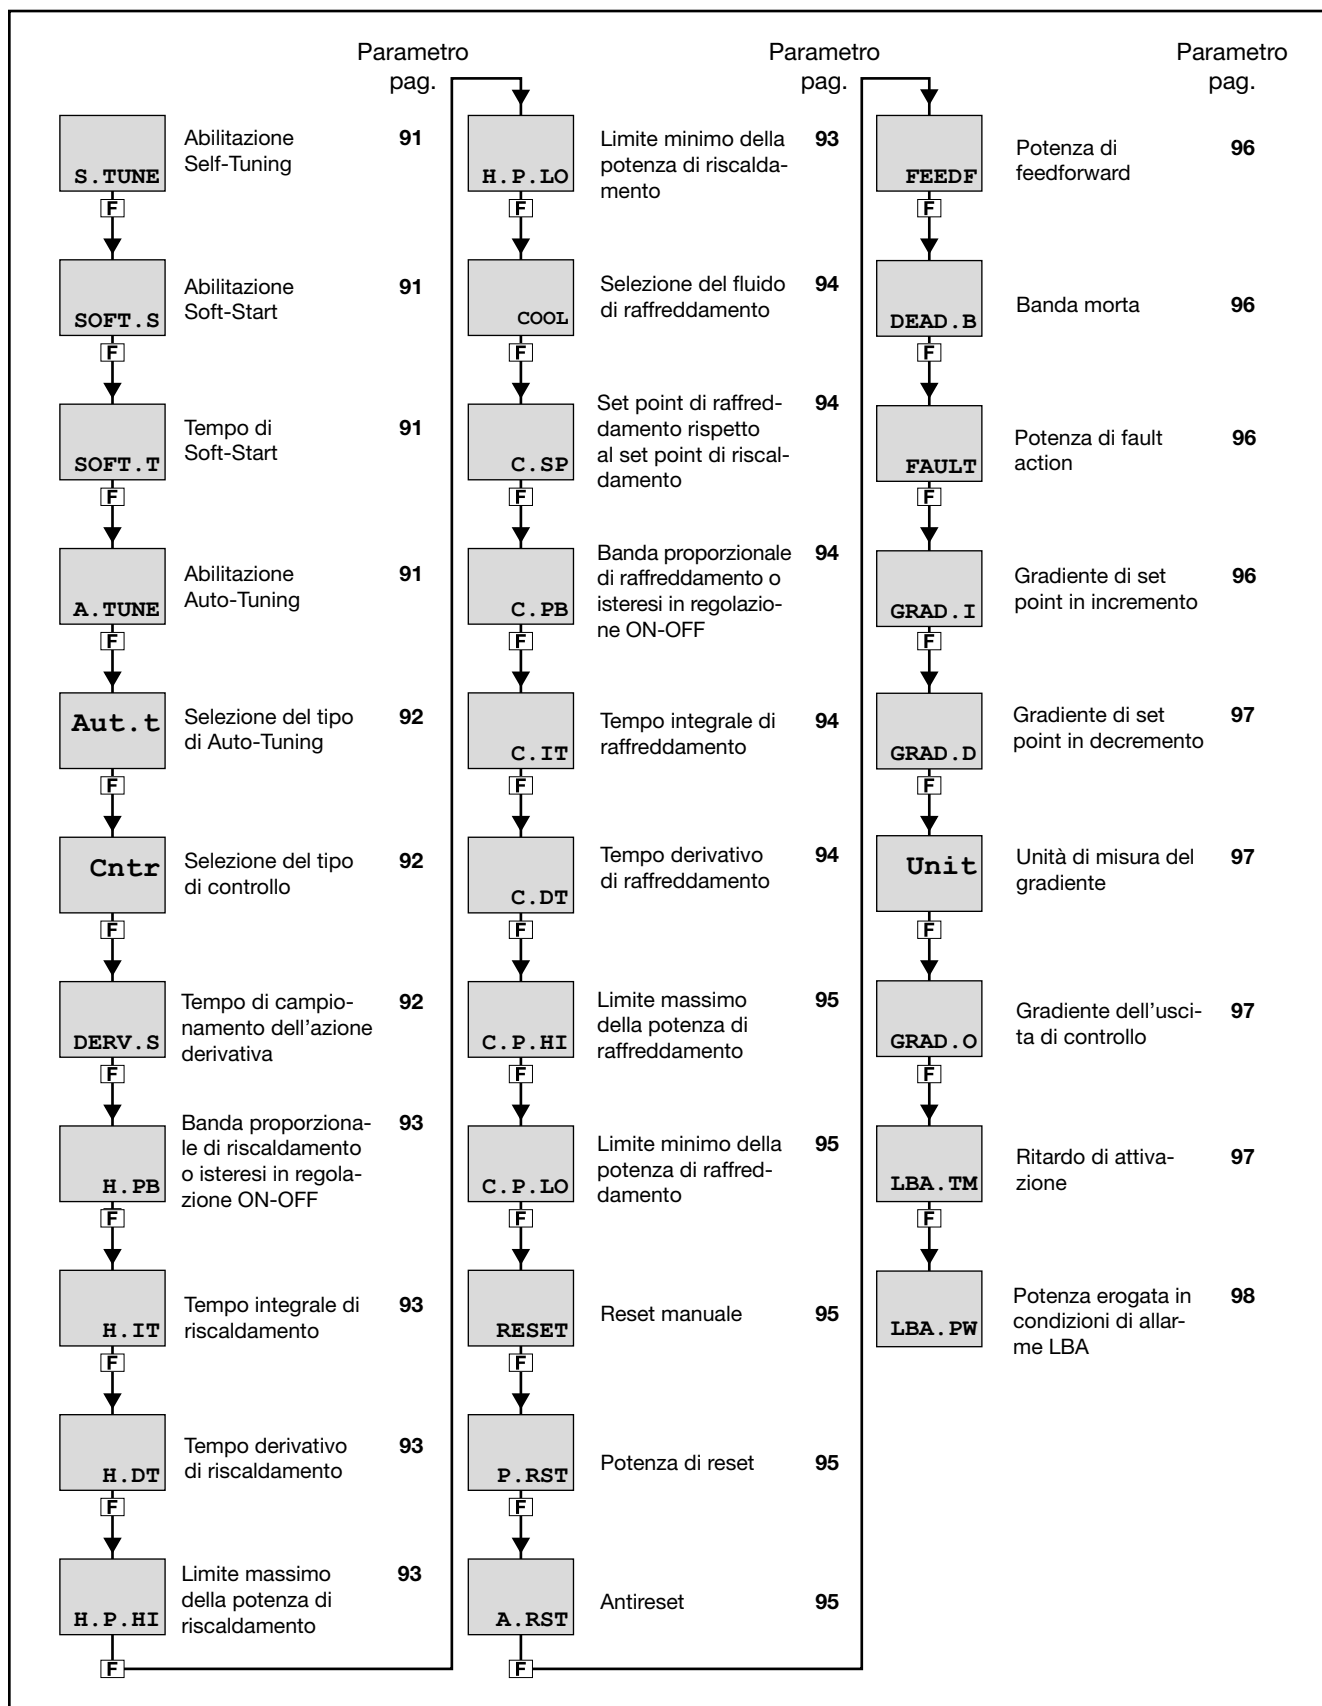 Parametro
pag.
S.TUNE
Abilitazione
Self-Tuning
91
F
SOFT.S
Abilitazione
Soft-Start
91
F
SOFT.T
Tempo di
Soft-Start
91
F
A.TUNE
Abilitazione
Auto-Tuning
91
F
Aut.t
Selezione del tipo
di Auto-Tuning
92
F
Cntr
Selezione del tipo
di controllo
92
F
DERV.S
Tempo di campio-
namento dell'azione
derivativa
92
F
H.PB
Banda proporziona-
le di riscaldamento
o isteresi in regola-
zione ON-OFF
93
F
H.IT
Tempo integrale di
riscaldamento
93
F
H.DT
Tempo derivativo
di riscaldamento
93
F
H.P.HI
Limite massimo
della potenza di
riscaldamento
93
F
Parametro
pag.
H.P.LO
Limite minimo della
potenza di riscalda-
mento
93
F
COOL
Selezione del fluido
di raffreddamento
94
F
C.SP
Set point di raffred-
damento rispetto
al set point di riscal-
damento
94
F
C.PB
Banda proporzionale
di raffreddamento o
isteresi in regolazio-
ne ON-OFF
94
F
C.IT
Tempo integrale di
raffreddamento
94
F
C.DT
Tempo derivativo
di raffreddamento
94
F
C.P.HI
Limite massimo
della potenza di
raffreddamento
95
F
C.P.LO
Limite minimo della
potenza di raffred-
damento
95
F
RESET
Reset manuale
95
F
P.RST
Potenza di reset
95
F
A.RST
Antireset
95
F
Parametro
pag.
FEEDF
Potenza di
feedforward
96
F
DEAD.B
Banda morta
96
F
FAULT
Potenza di fault
action
96
F
GRAD.I
Gradiente di set
point in incremento
96
F
GRAD.D
Gradiente di set
point in decremento
97
F
Unit
Unità di misura del
gradiente
97
F
GRAD.O
Gradiente dell'usci-
ta di controllo
97
F
LBA.TM
Ritardo di attiva-
zione
97
F
LBA.PW
Potenza erogata in
condizioni di allar-
me LBA
98